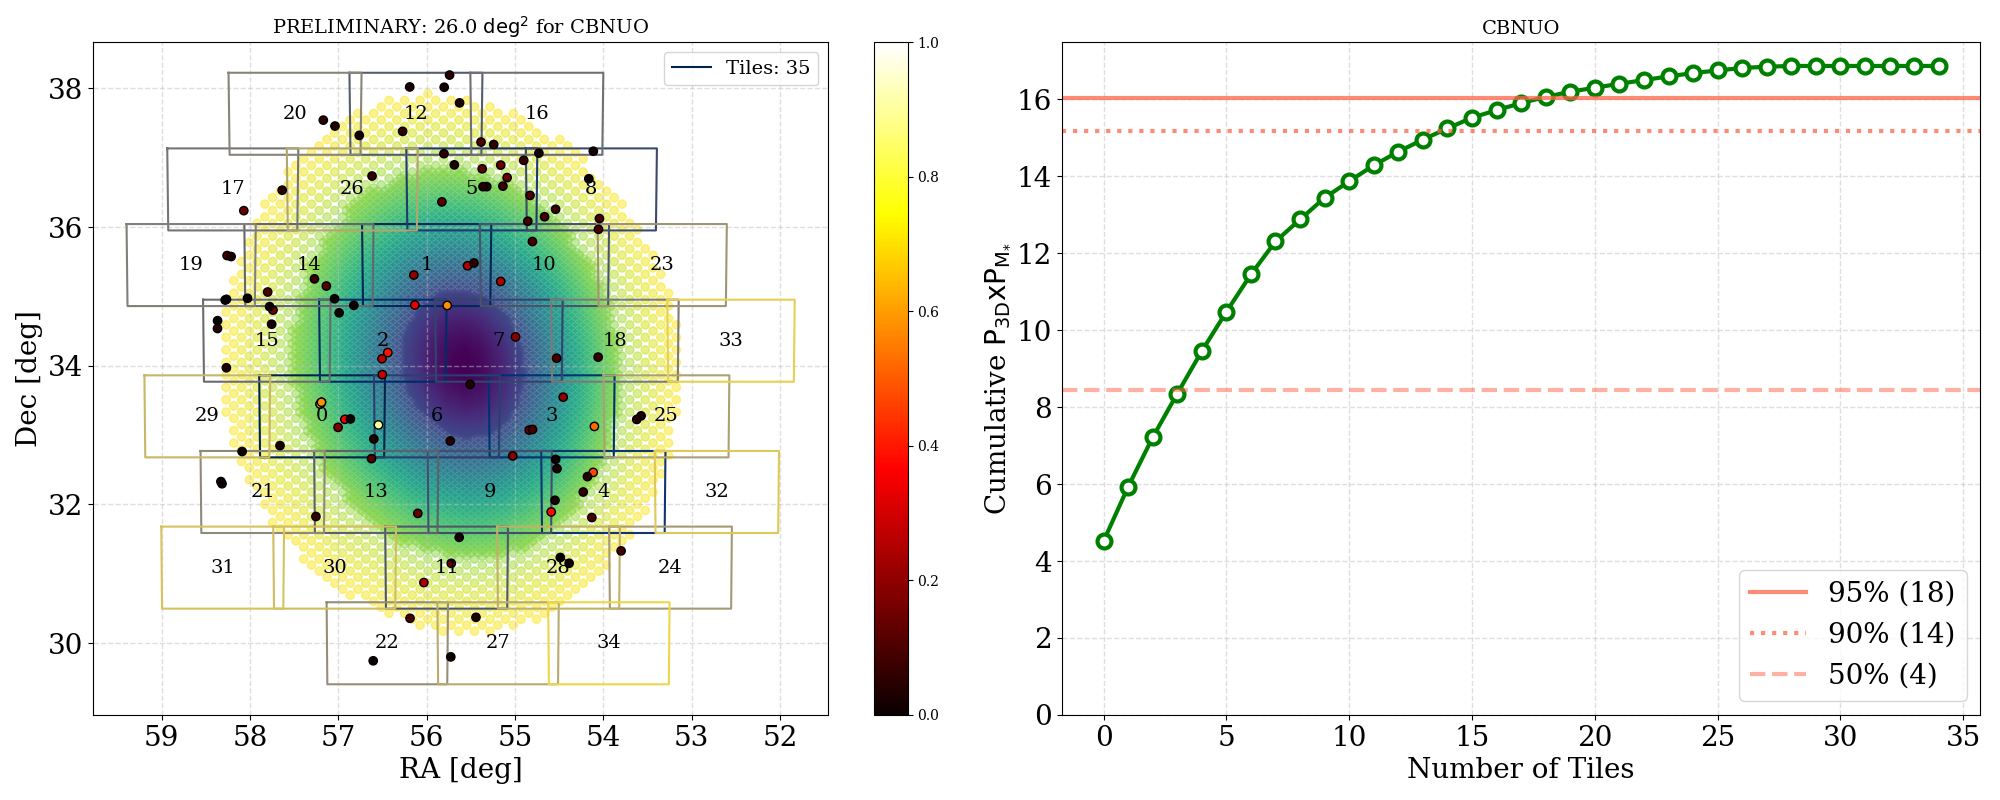 PRELIMINARY: 26.0 deg² for CBNUO
Tiles: 35
38
36
34
32
30
Dec [deg]
20 12 16
17 26 5 8
19 14 1 10 23
15 2 7 18 33
29 0 6 3 25
21 13 9 4 32
31 30 11 28 24
22 27 34
59 58 57 56 55 54 53 52
RA [deg]
1.0
0.8
0.6
0.4
0.2
0.0
CBNUO
16
14
12
10
8
6
4
2
0
Cumulative P_3DxP_M*
95% (18)
90% (14)
50% (4)
0 5 10 15 20 25 30 35
Number of Tiles